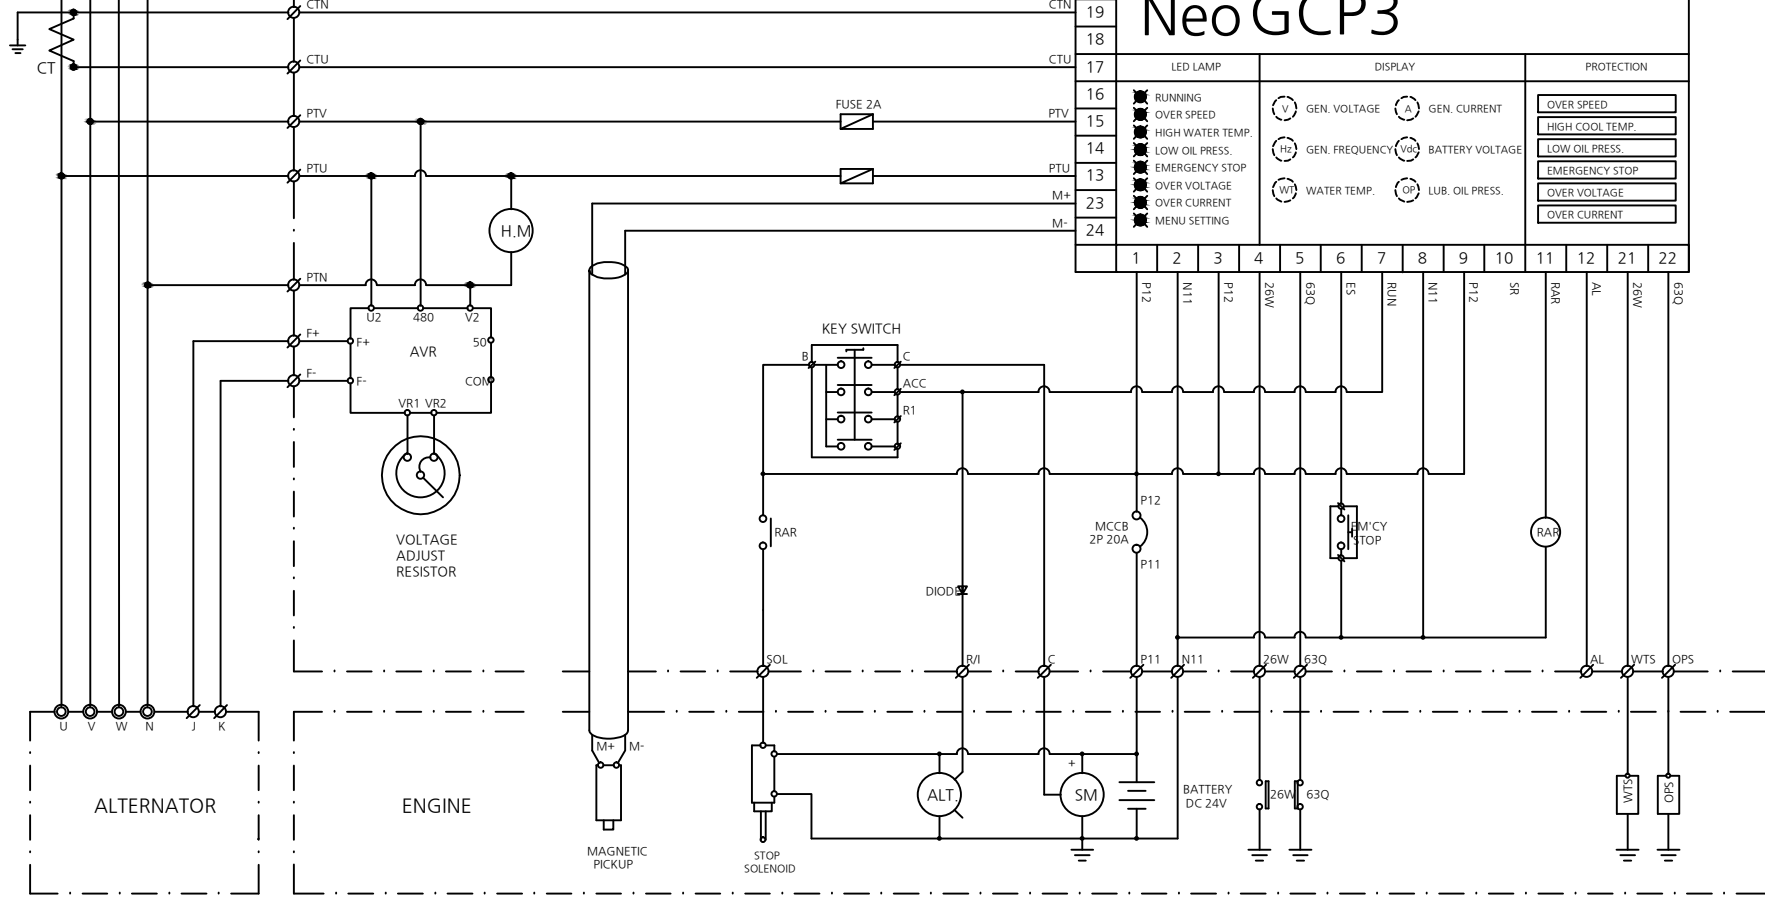 CTN
CTN
19
Neo GCP3
18
CT
CTU
CTU
17
LED LAMP
DISPLAY
PROTECTION
16
PTV
FUSE 2A
PTV
15
14
PTU
PTU
13
M+
23
M-
24
RUNNING
OVER SPEED
HIGH WATER TEMP.
LOW OIL PRESS.
EMERGENCY STOP
OVER VOLTAGE
OVER CURRENT
MENU SETTING
V GEN. VOLTAGE
A GEN. CURRENT
Hz GEN. FREQUENCY
Vdc BATTERY VOLTAGE
WT WATER TEMP.
OP LUB. OIL PRESS.
OVER SPEED
HIGH COOL TEMP.
LOW OIL PRESS.
EMERGENCY STOP
OVER VOLTAGE
OVER CURRENT
1 2 3 4 5 6 7 8 9 10 11 12 21 22
P12 N11 P12 26W 63Q ES RUN N11 P12 SR RAR AL 26W 63Q
H.M
PTN
U2 480 V2
F+
F+
AVR
50
F-
F-
COM
VR1 VR2
VOLTAGE
ADJUST
RESISTOR
KEY SWITCH
B
C
ACC
R1
RAR
P12
MCCB
2P 20A
P11
DIODE
EM'CY
STOP
RAR
SOL R/I C P11 N11 26W 63Q AL WTS OPS
U V W N J K
ALTERNATOR
ENGINE
M+ M-
MAGNETIC
PICKUP
STOP
SOLENOID
ALT.
+
SM
BATTERY
DC 24V
26W
63Q
WTS
OPS